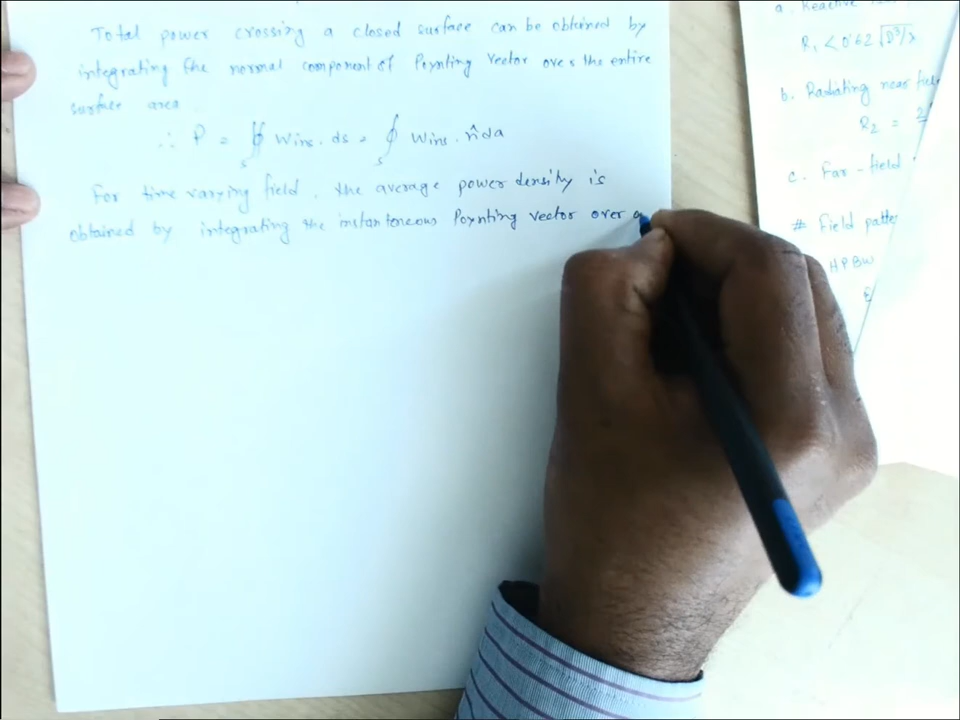 Total power crossing a closed surface can be obtained by
integrating the normal component of Poynting vector over the entire
surface area
∴ P = ∯s Wins . ds = ∮s Wins . n̂ da
For time varying field, the average power density is
obtained by integrating the instantoneous Poynting vector over
a. Reactive
R₁ < 0.62 √D³/λ
b. Radiating near field
R₂ =
c. Far-field
# Field patte
HPBW